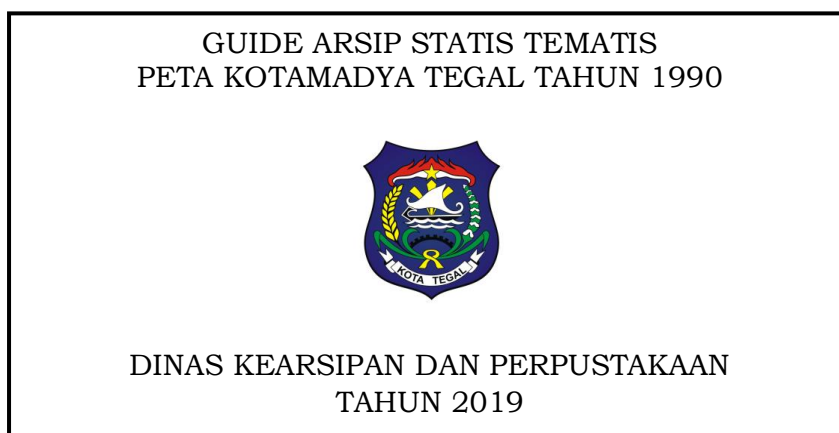 GUIDE ARSIP STATIS TEMATIS
PETA KOTAMADYA TEGAL TAHUN 1990
KOTA TEGAL
DINAS KEARSIPAN DAN PERPUSTAKAAN
TAHUN 2019